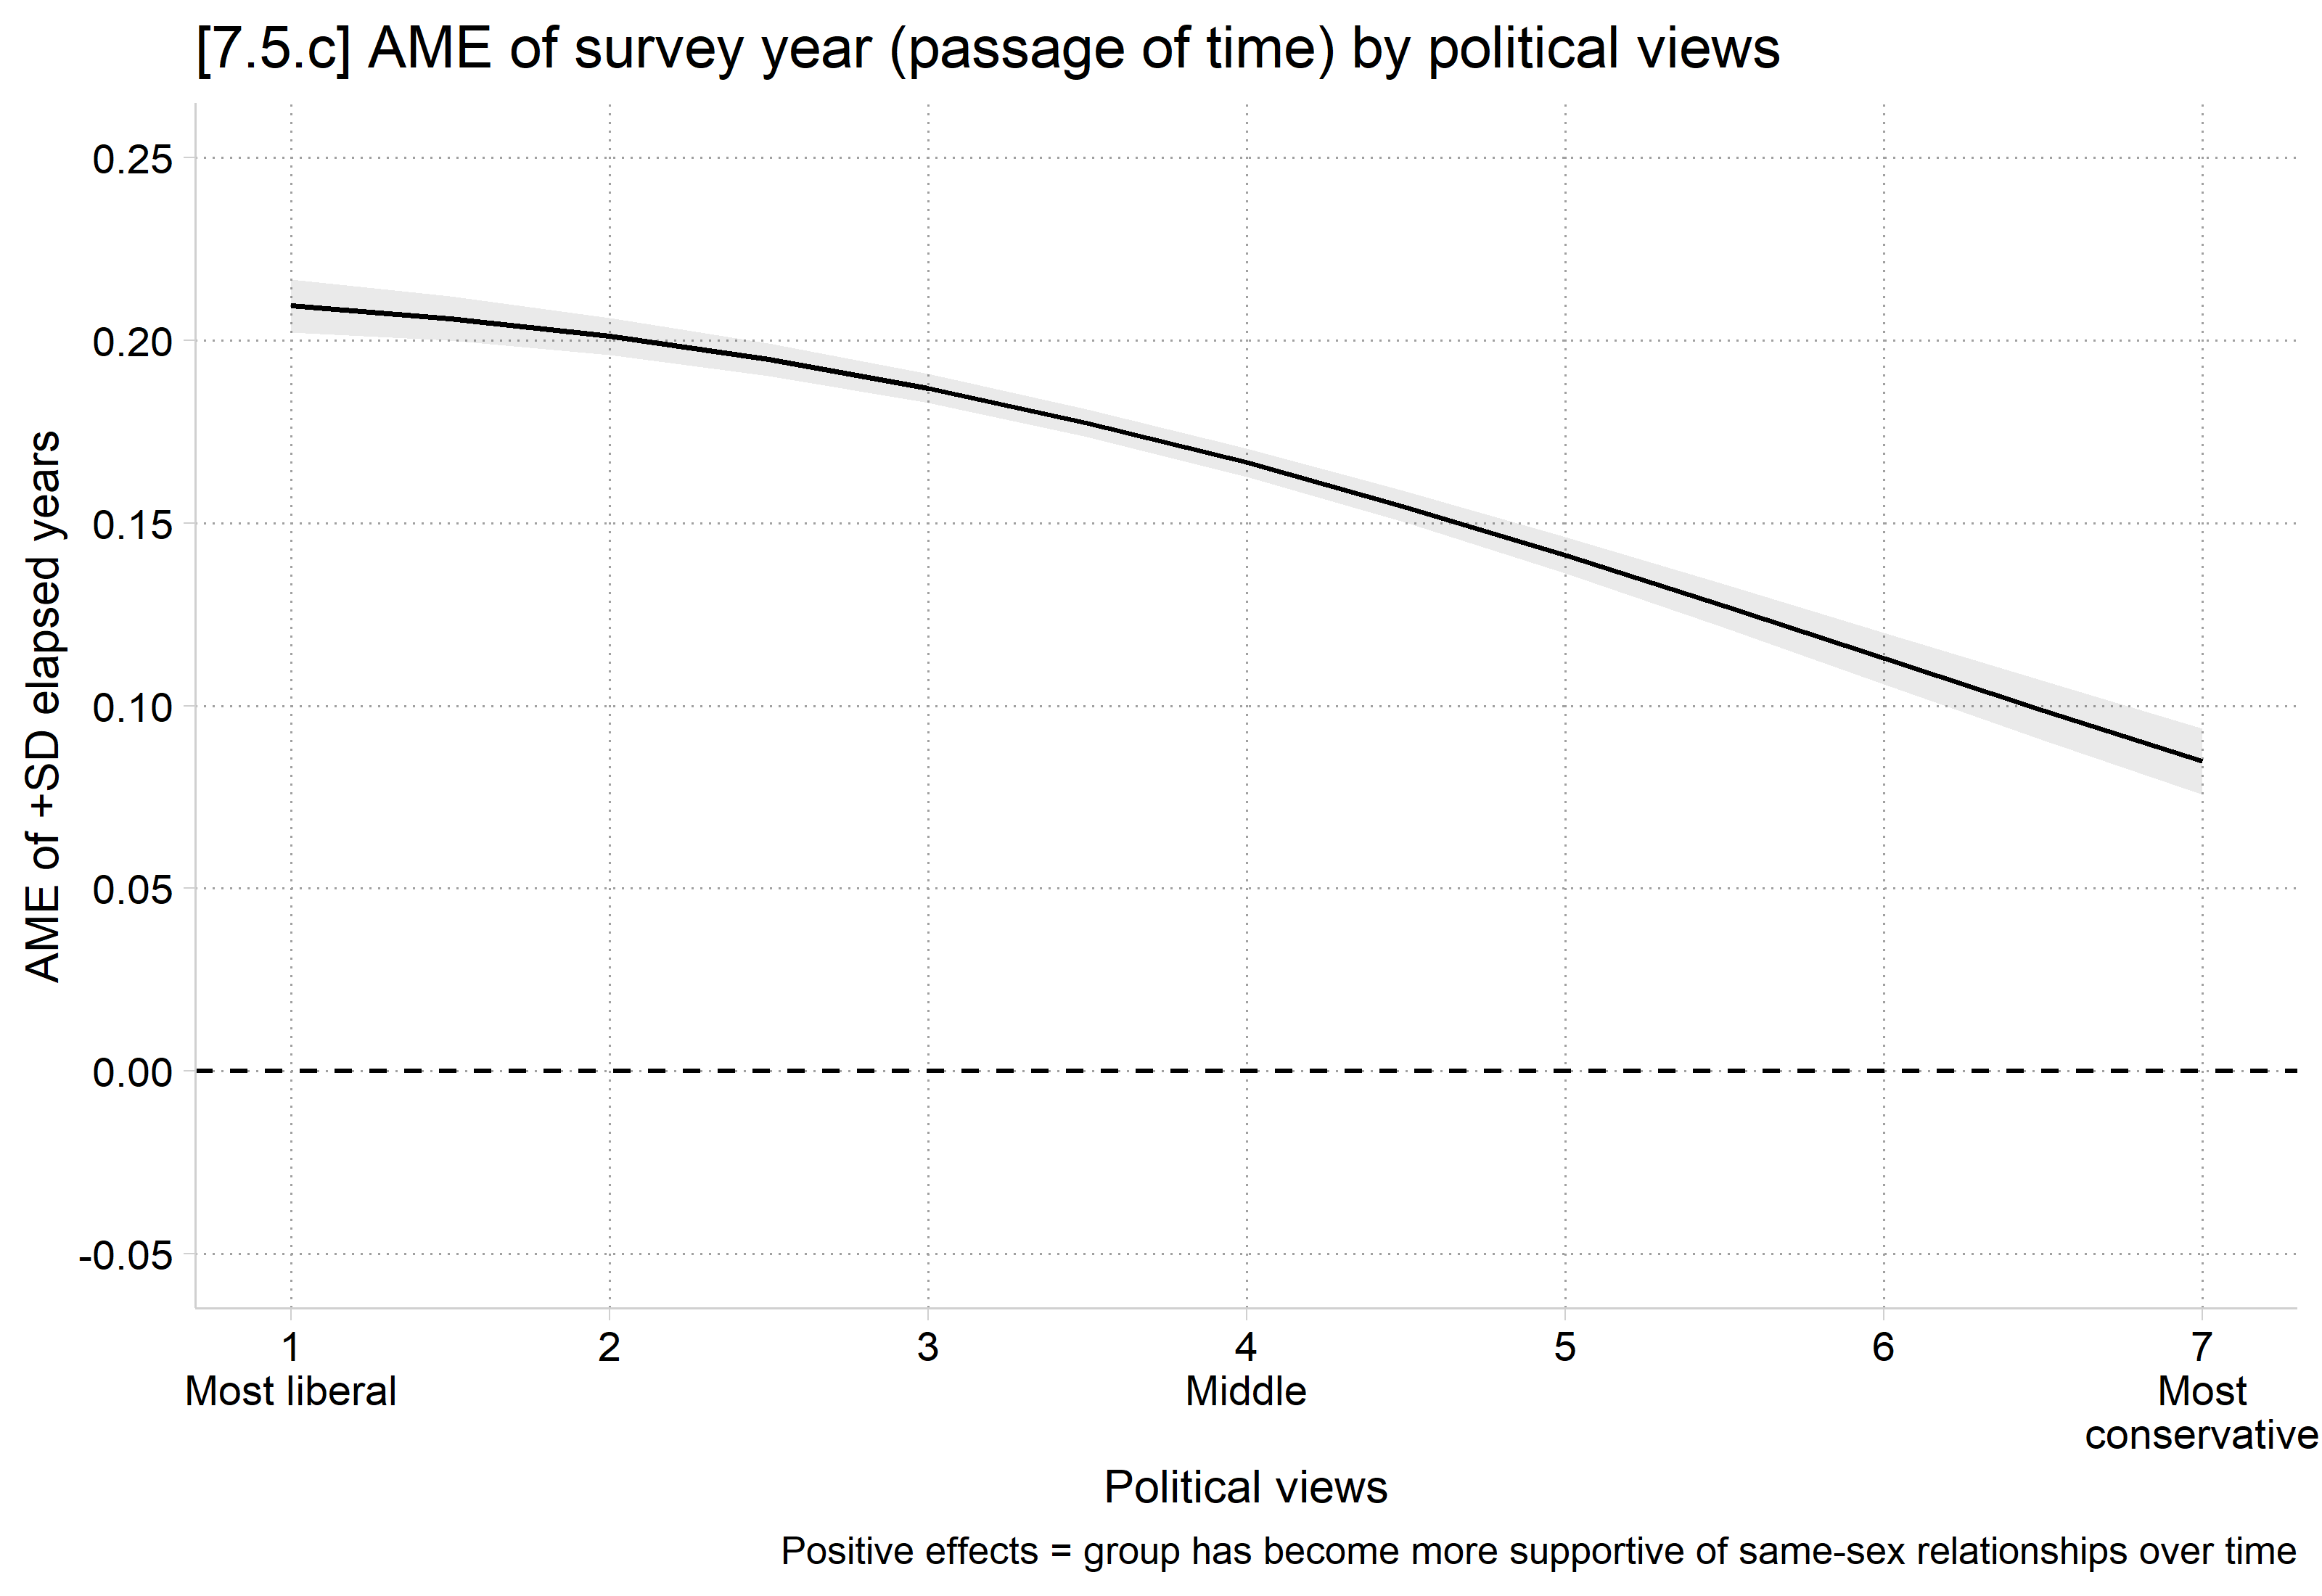 [7.5.c] AME of survey year (passage of time) by political views
AME of +SD elapsed years
0.25
0.20
0.15
0.10
0.05
0.00
-0.05
1
2
3
4
5
6
7
Most liberal
Middle
Most
conservative
Political views
Positive effects = group has become more supportive of same-sex relationships over time